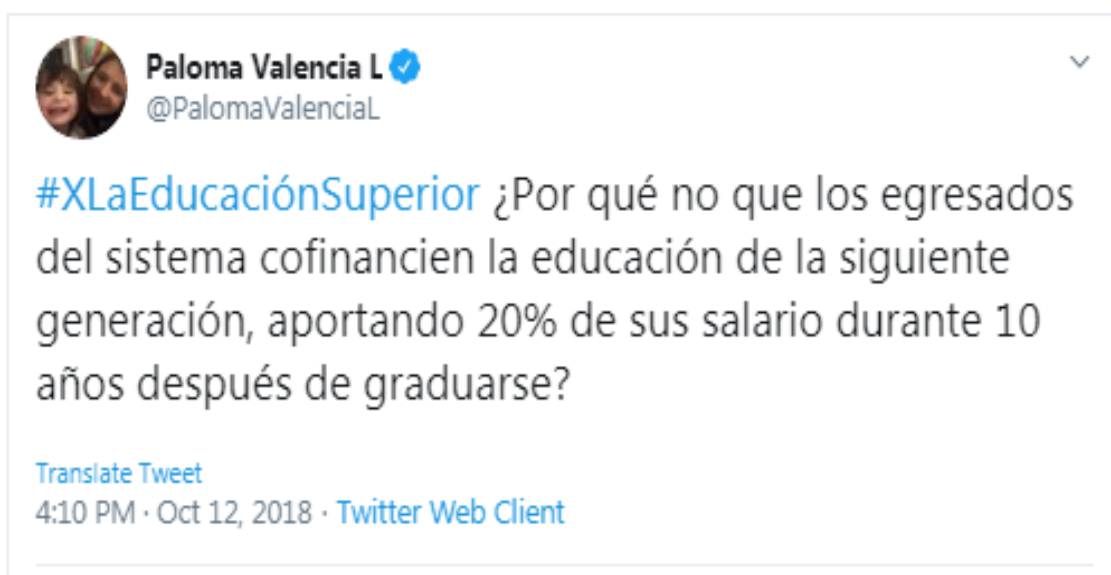 Paloma Valencia L
@PalomaValenciaL
#XLaEducaciónSuperior ¿Por qué no que los egresados
del sistema cofinancien la educación de la siguiente
generación, aportando 20% de sus salario durante 10
años después de graduarse?
Translate Tweet
4:10 PM · Oct 12, 2018 · Twitter Web Client